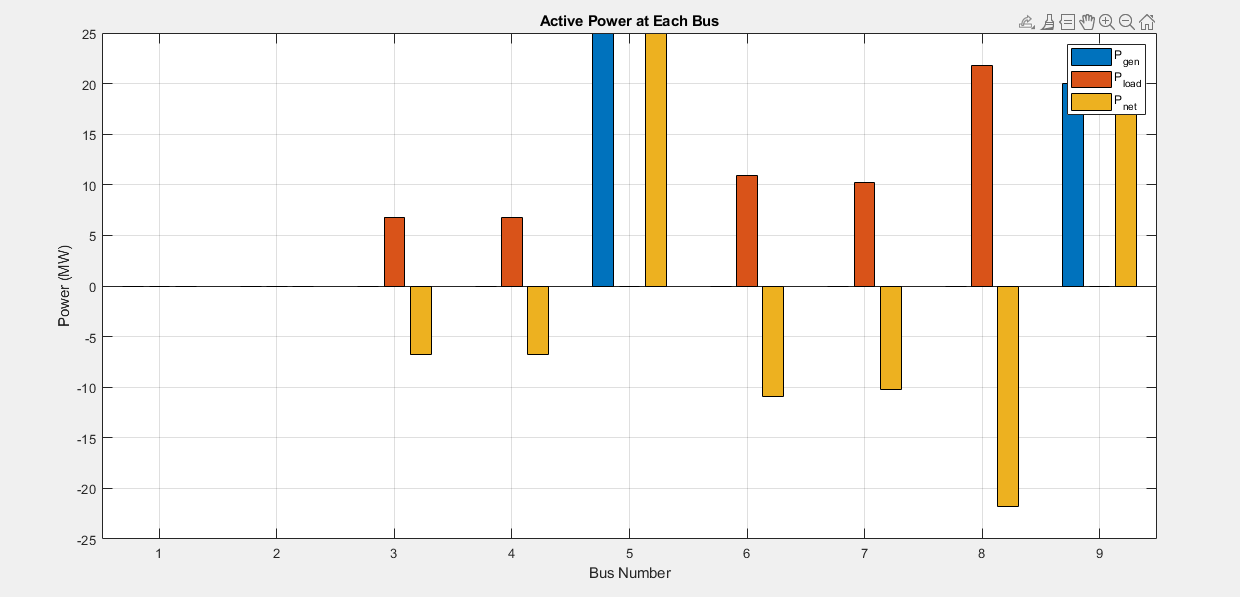 Active Power at Each Bus
25
20
15
10
5
0
-5
-10
-15
-20
-25
Power (MW)
P gen
P load
P net
1 2 3 4 5 6 7 8 9
Bus Number